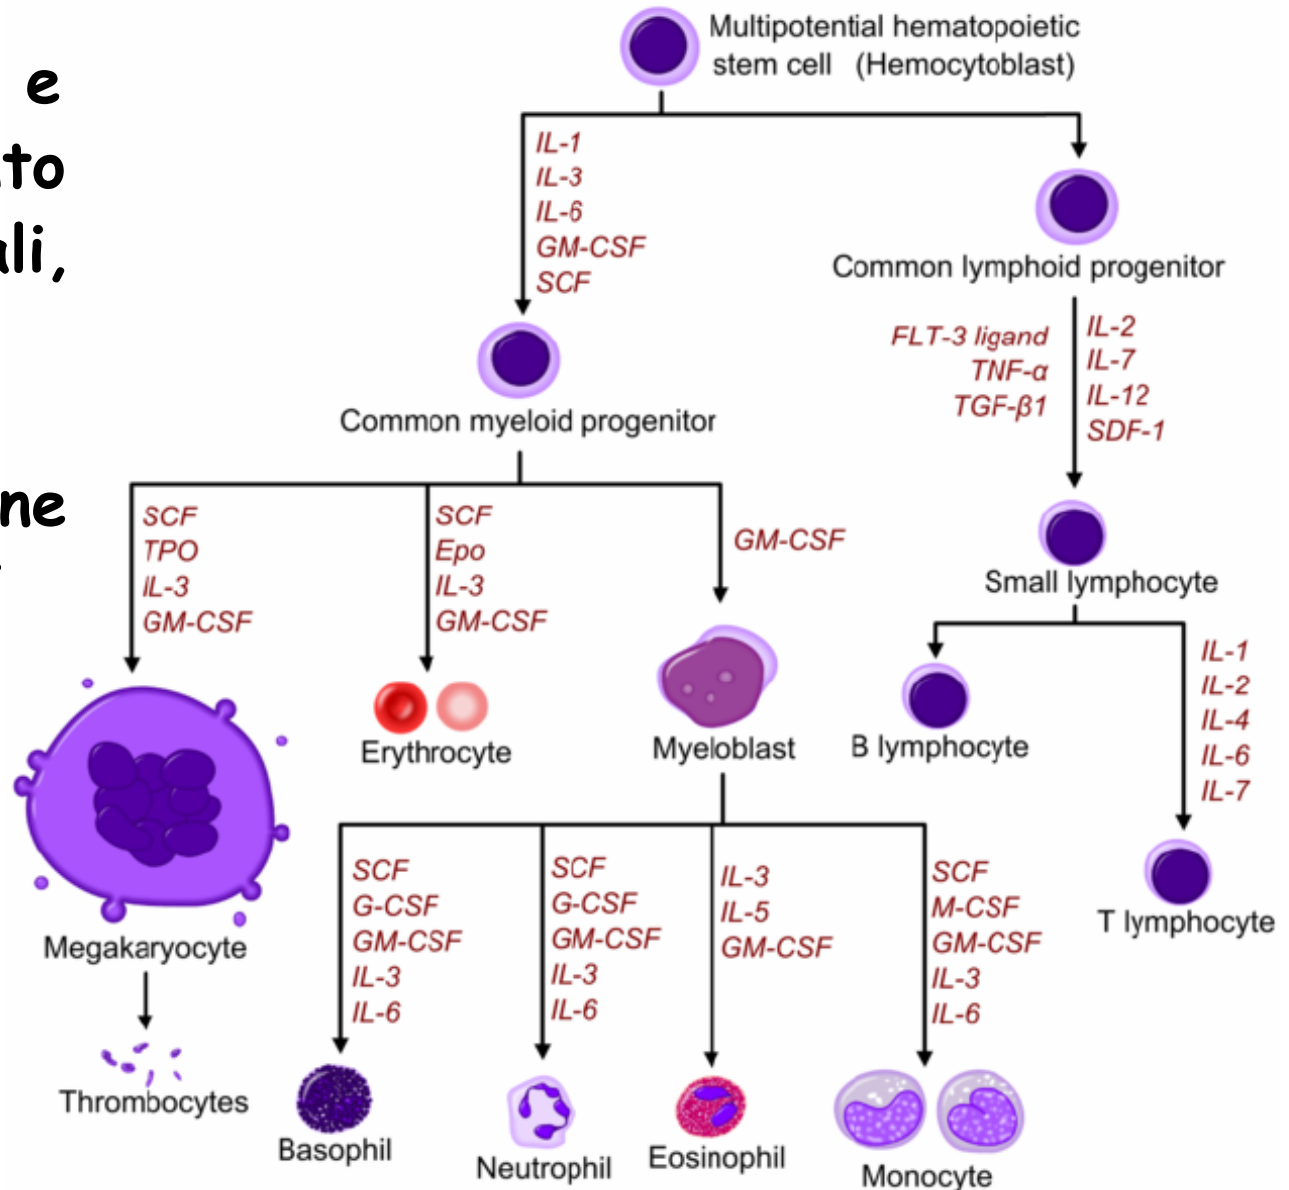 e
ali,
ne
Multipotential hematopoietic
stem cell (Hemocytoblast)
IL-1
IL-3
IL-6
GM-CSF
SCF
Common lymphoid progenitor
FLT-3 ligand
TNF-α
TGF-β1
IL-2
IL-7
IL-12
SDF-1
Common myeloid progenitor
SCF
TPO
IL-3
GM-CSF
SCF
Epo
IL-3
GM-CSF
GM-CSF
Small lymphocyte
IL-1
IL-2
IL-4
IL-6
IL-7
Erythrocyte
Myeloblast
B lymphocyte
T lymphocyte
Megakaryocyte
SCF
G-CSF
GM-CSF
IL-3
IL-6
SCF
G-CSF
GM-CSF
IL-3
IL-6
IL-3
IL-5
GM-CSF
SCF
M-CSF
GM-CSF
IL-3
IL-6
Thrombocytes
Basophil
Neutrophil
Eosinophil
Monocyte